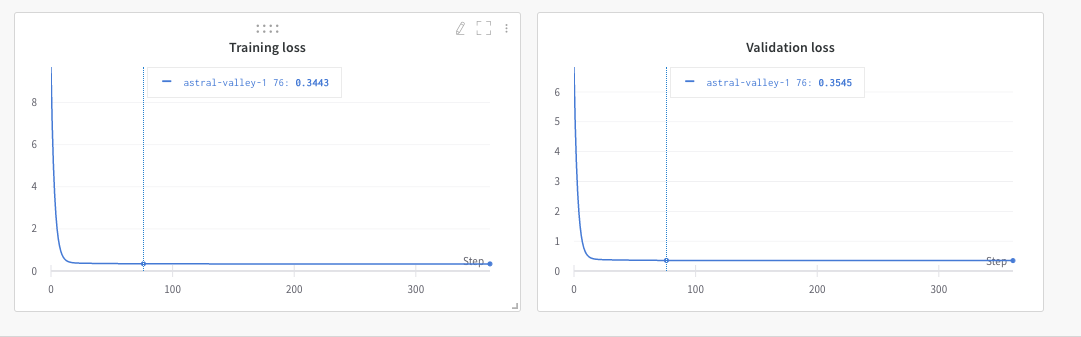 Training loss
astral-valley-1 76: 0.3443
8
6
4
2
0
Step
0 100 200 300
Validation loss
astral-valley-1 76: 0.3545
6
5
4
3
2
1
0
Step
0 100 200 300